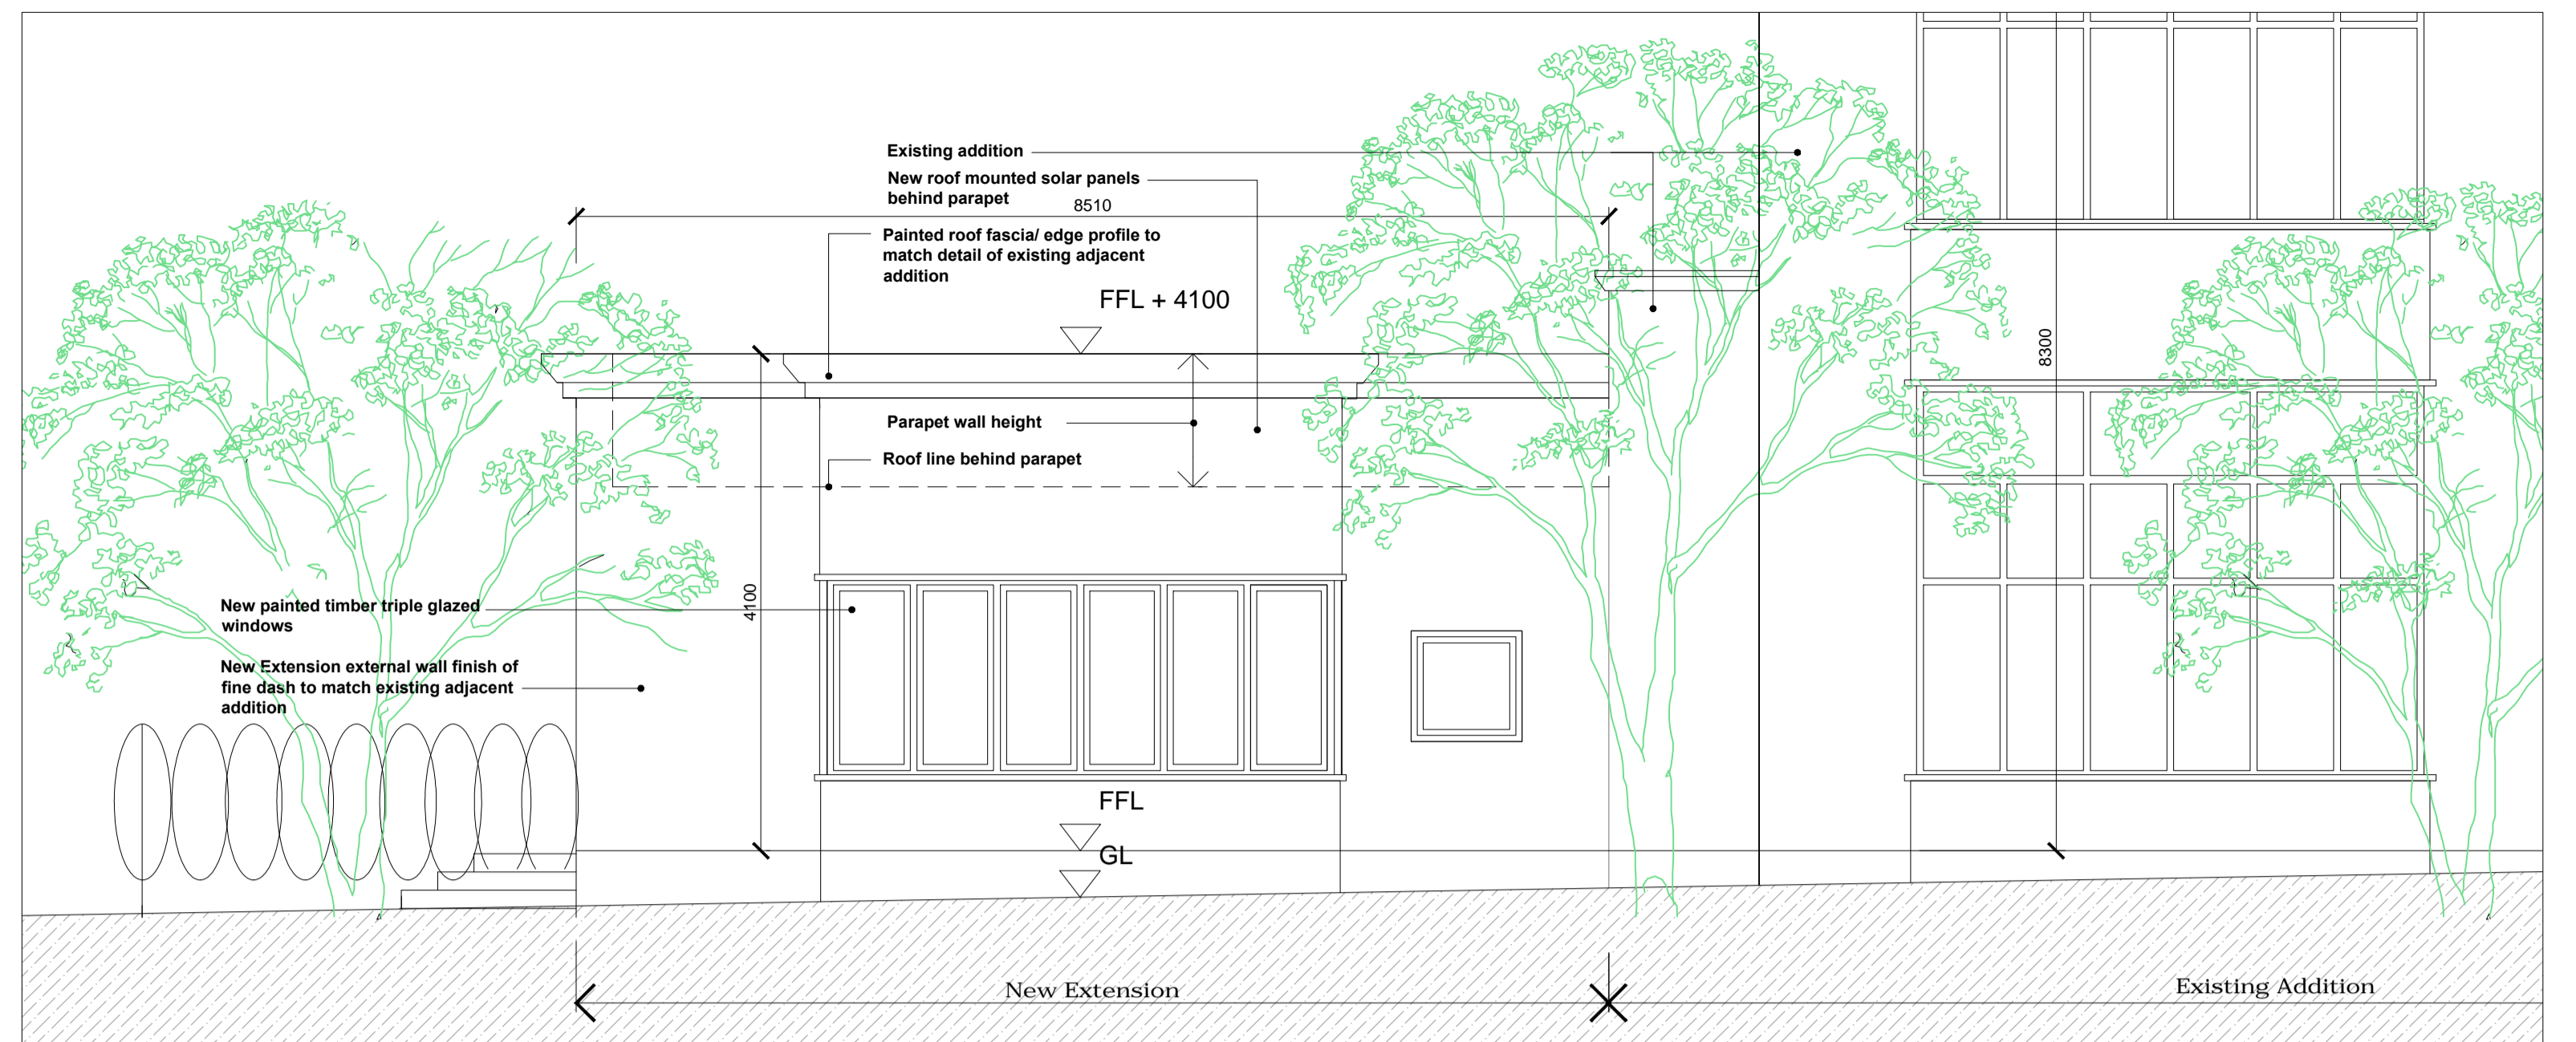 Existing addition
New roof mounted solar panels
behind parapet
8510
Painted roof fascia/ edge profile to
match detail of existing adjacent
addition
FFL + 4100
8300
Parapet wall height
Roof line behind parapet
4100
New painted timber triple glazed
windows
New Extension external wall finish of
fine dash to match existing adjacent
addition
FFL
GL
New Extension
Existing Addition